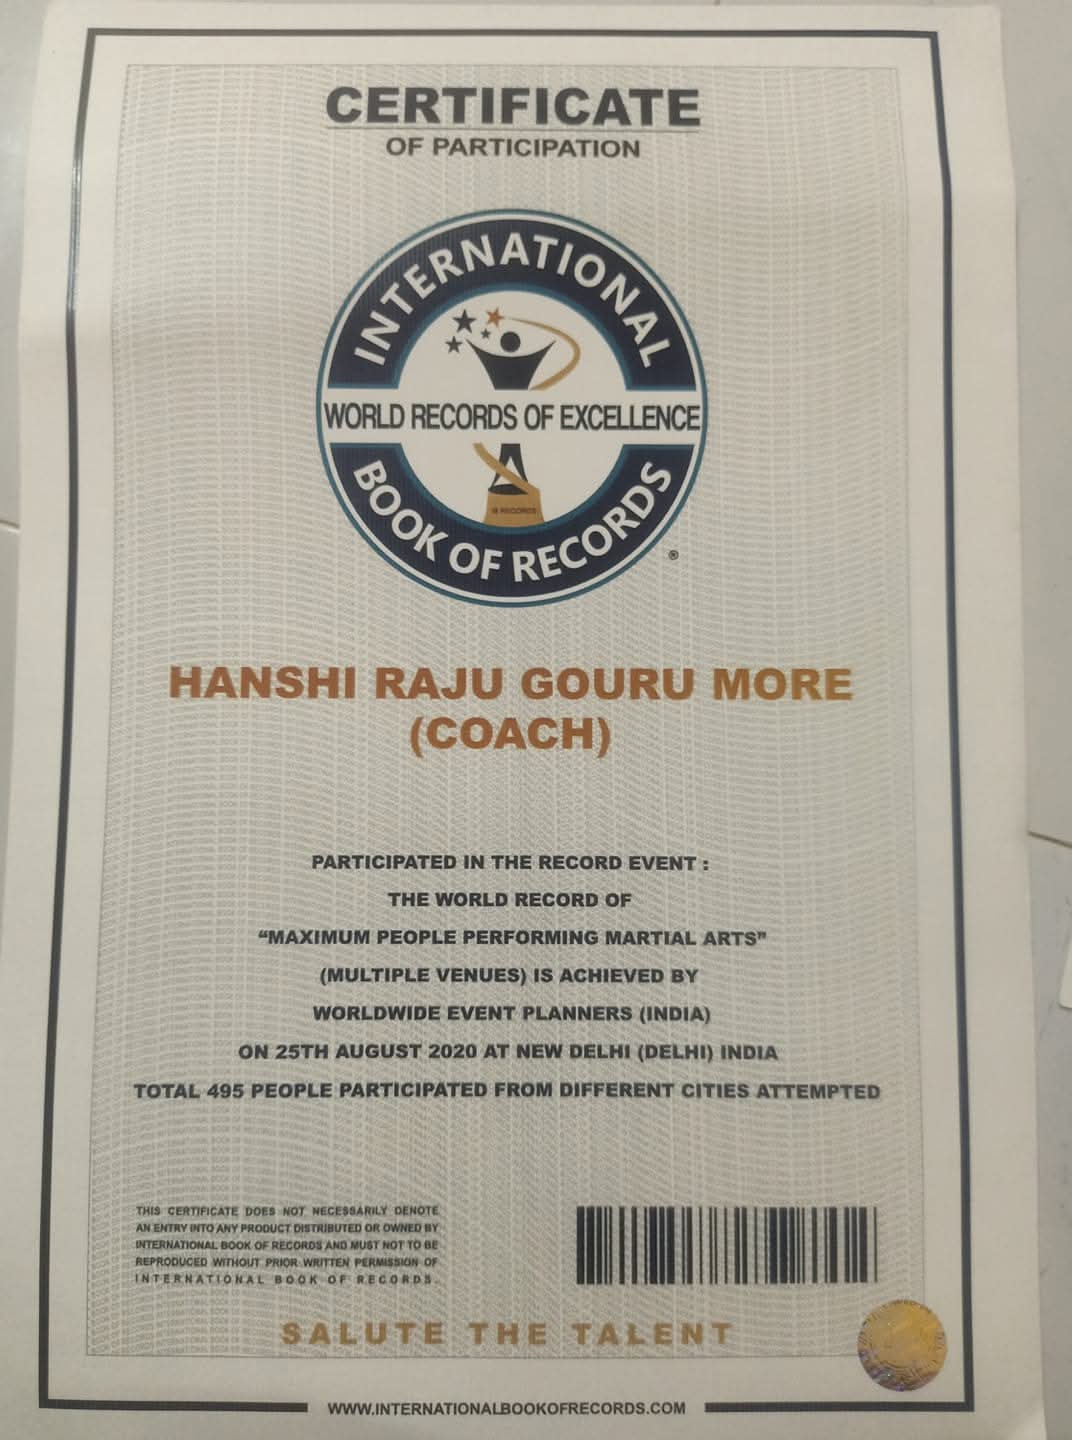 CERTIFICATE
OF PARTICIPATION
INTERNATIONAL
WORLD RECORDS OF EXCELLENCE
IB RECORDS
BOOK OF RECORDS
®
HANSHI RAJU GOURU MORE
(COACH)
PARTICIPATED IN THE RECORD EVENT :
THE WORLD RECORD OF
“MAXIMUM PEOPLE PERFORMING MARTIAL ARTS”
(MULTIPLE VENUES) IS ACHIEVED BY
WORLDWIDE EVENT PLANNERS (INDIA)
ON 25TH AUGUST 2020 AT NEW DELHI (DELHI) INDIA
TOTAL 495 PEOPLE PARTICIPATED FROM DIFFERENT CITIES ATTEMPTED
THIS CERTIFICATE DOES NOT NECESSARILY DENOTE
AN ENTRY INTO ANY PRODUCT DISTRIBUTED OR OWNED BY
INTERNATIONAL BOOK OF RECORDS AND MUST NOT TO BE
REPRODUCED WITHOUT PRIOR WRITTEN PERMISSION OF
INTERNATIONAL BOOK OF RECORDS.
SALUTE THE TALENT
WWW.INTERNATIONALBOOKOFRECORDS.COM